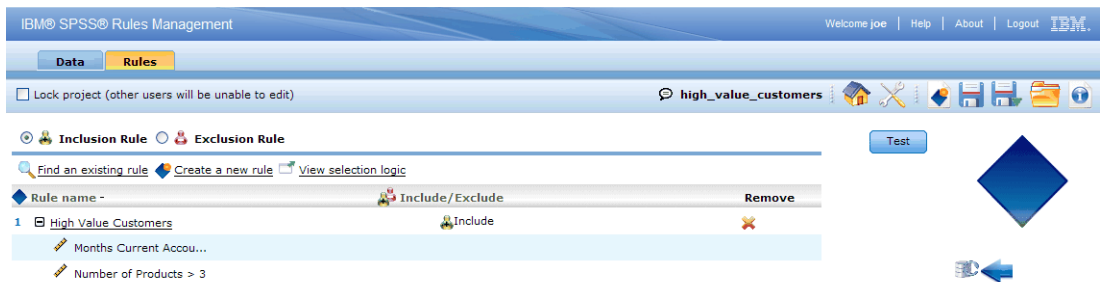 IBM® SPSS® Rules Management
Welcome joe | Help | About | Logout IBM.
Data Rules
Lock project (other users will be unable to edit)
high_value_customers
Inclusion Rule Exclusion Rule
Test
Find an existing rule Create a new rule View selection logic
Rule name - Include/Exclude Remove
1 High Value Customers Include
Months Current Accou...
Number of Products > 3